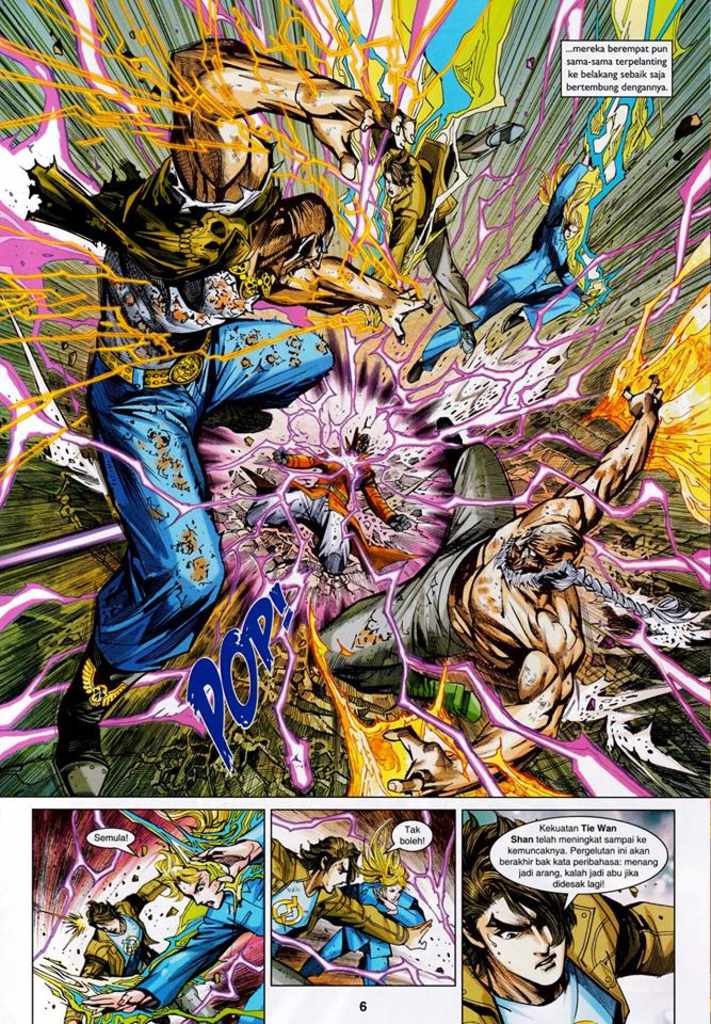 ...mereka berempat pun
sama-sama terpelanting
ke belakang sebaik saja
bertembung dengannya.
POP!
Semula!
Tak
boleh!
Kekuatan Tie Wan
Shan telah meningkat sampai ke
kemuncaknya. Pergelutan ini akan
berakhir bak kata peribahasa: menang
jadi arang, kalah jadi abu jika
didesak lagi!
6